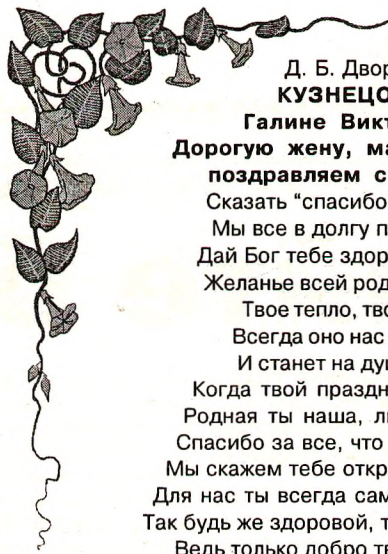 Д. Б. Двор
КУЗНЕЦО
Галине Викт
Дорогую жену, ма
поздравляем с
Сказать “спасибо
Мы все в долгу п
Дай Бог тебе здор
Желанье всей род
Твое тепло, тво
Всегда оно нас
И станет на ду
Когда твой праздн
Родная ты наша, л
Спасибо за все, что
Мы скажем тебе откр
Для нас ты всегда сам
Так будь же здоровой, т
Ведь только добро тв